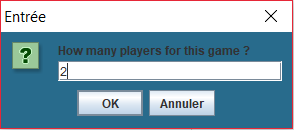 Entrée
?
How many players for this game ?
2
OK Annuler